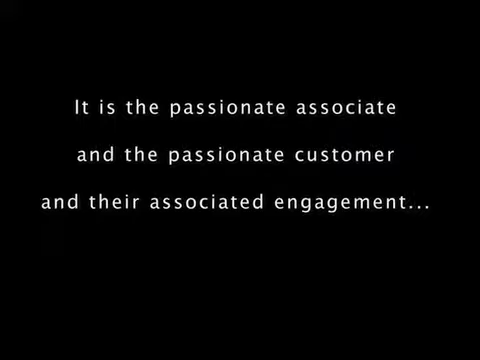 It is the passionate associate
and the passionate customer
and their associated engagement...